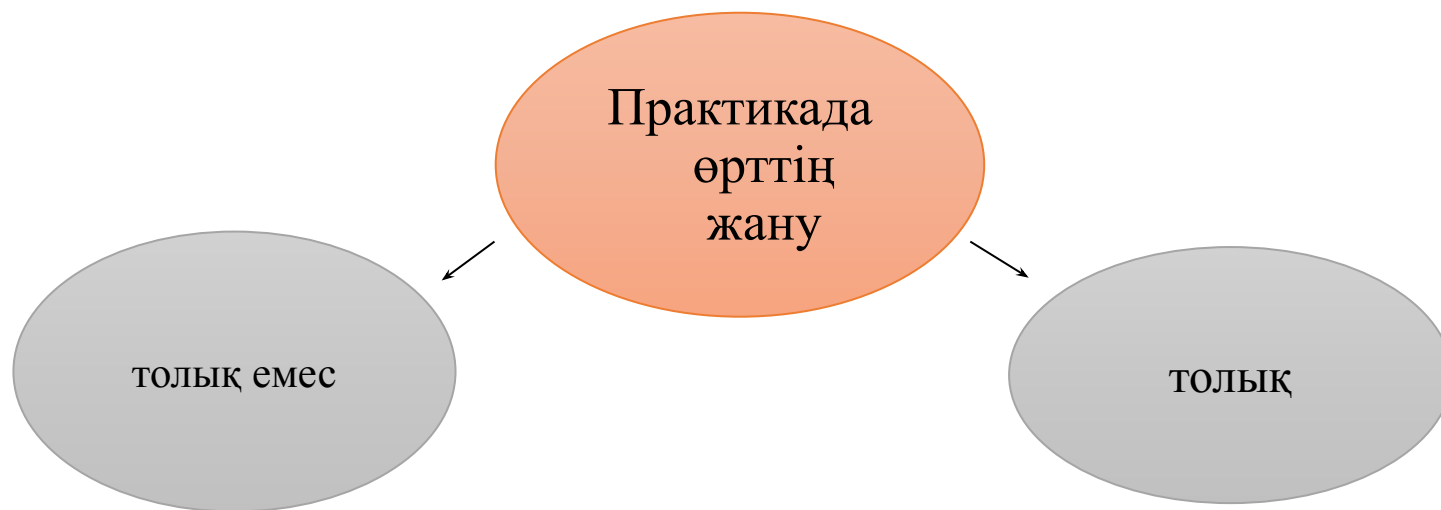 Практикада
өрттің
жану
толық емес
толық